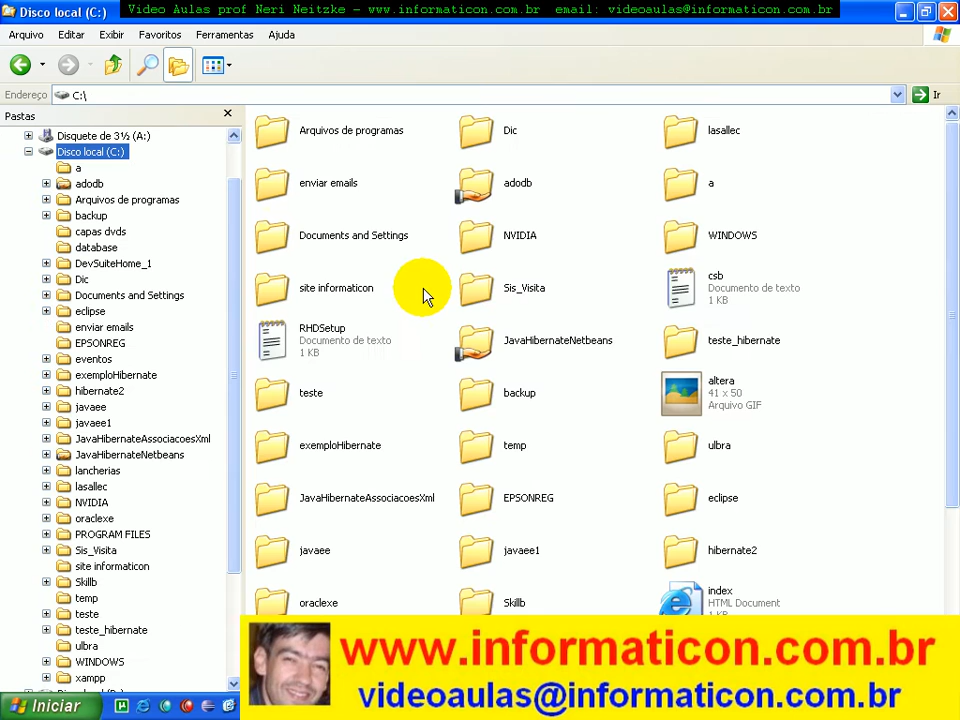 Disco local (C:)
Video Aulas prof Neri Neitzke - www.informaticon.com.br email: videoaulas@informaticon.com.br
Arquivo Editar Exibir Favoritos Ferramentas Ajuda
Endereço C:\ Ir
Pastas
Disquete de 3½ (A:)
Disco local (C:)
a
adodb
Arquivos de programas
backup
capas dvds
database
DevSuiteHome_1
Dic
Documents and Settings
eclipse
enviar emails
EPSONREG
eventos
exemploHibernate
hibernate2
javaee
javaee1
JavaHibernateAssociacoesXml
JavaHibernateNetbeans
lancherias
lasallec
NVIDIA
oraclexe
PROGRAM FILES
Sis_Visita
site informaticon
Skillb
temp
teste
teste_hibernate
ulbra
WINDOWS
xampp
Arquivos de programas
Dic
lasallec
enviar emails
adodb
a
Documents and Settings
NVIDIA
WINDOWS
site informaticon
Sis_Visita
csb
Documento de texto
1 KB
RHDSetup
Documento de texto
1 KB
JavaHibernateNetbeans
teste_hibernate
teste
backup
altera
41 x 50
Arquivo GIF
exemploHibernate
temp
ulbra
JavaHibernateAssociacoesXml
EPSONREG
eclipse
javaee
javaee1
hibernate2
oraclexe
Skillb
index
HTML Document
www.informaticon.com.br
videoaulas@informaticon.com.br
Iniciar